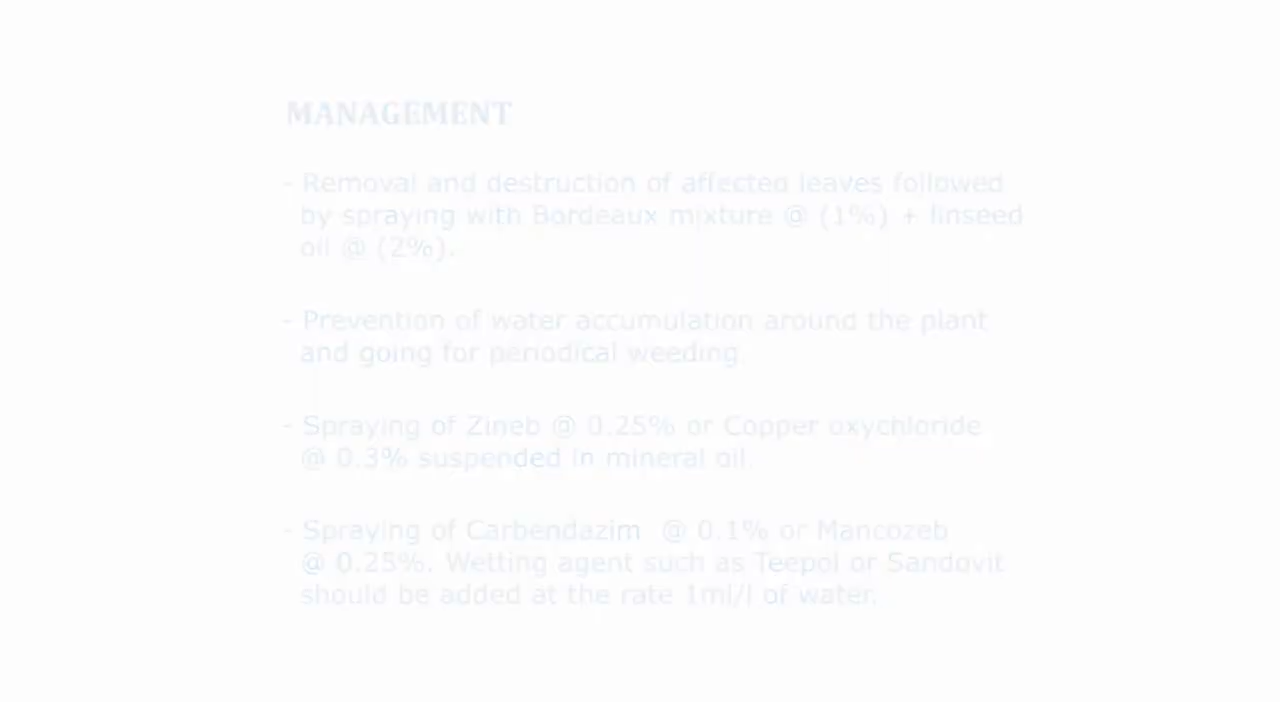 MANAGEMENT
- Removal and destruction of affected leaves followed
by spraying with Bordeaux mixture @ (1%) + linseed
oil @ (2%).
- Prevention of water accumulation around the plant
and going for periodical weeding
- Spraying of Zineb @ 0.25% or Copper oxychloride
@ 0.3% suspended in mineral oil
- Spraying of Carbendazim @ 0.1% or Mancozeb
@ 0.25%. Wetting agent such as Teepol or Sandovit
should be added at the rate 1ml/l of water.